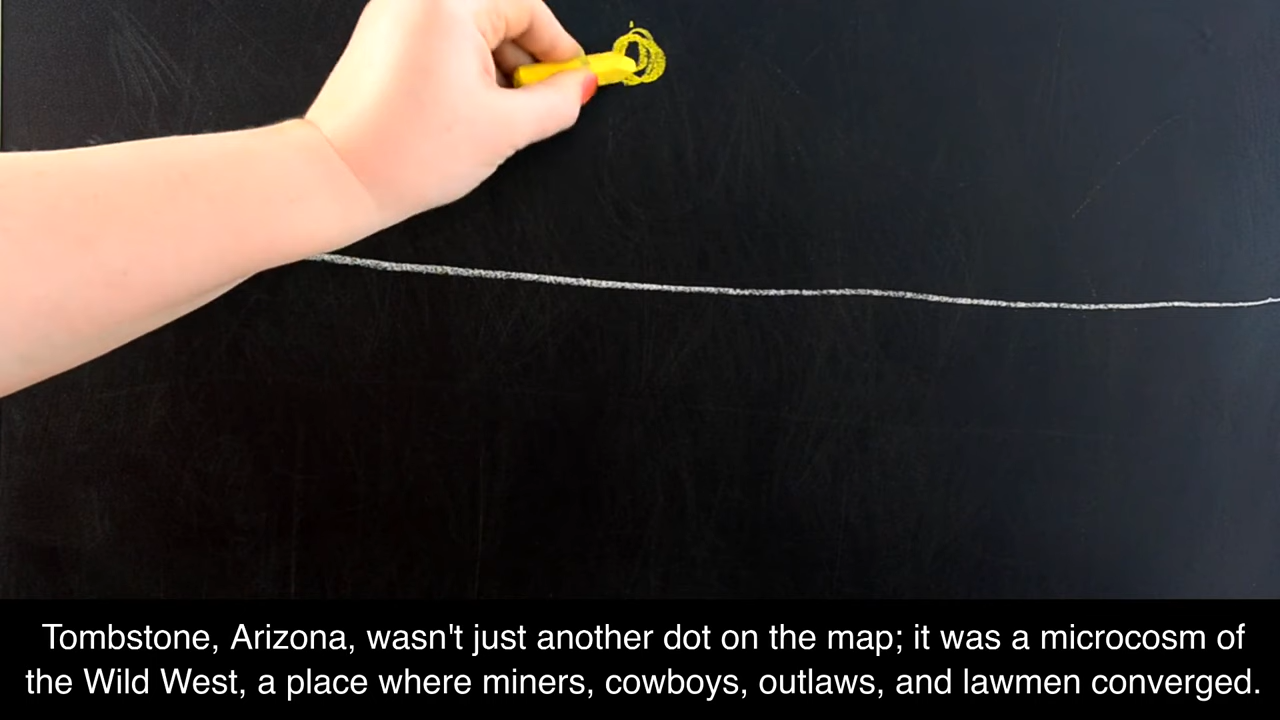 Tombstone, Arizona, wasn't just another dot on the map; it was a microcosm of
the Wild West, a place where miners, cowboys, outlaws, and lawmen converged.